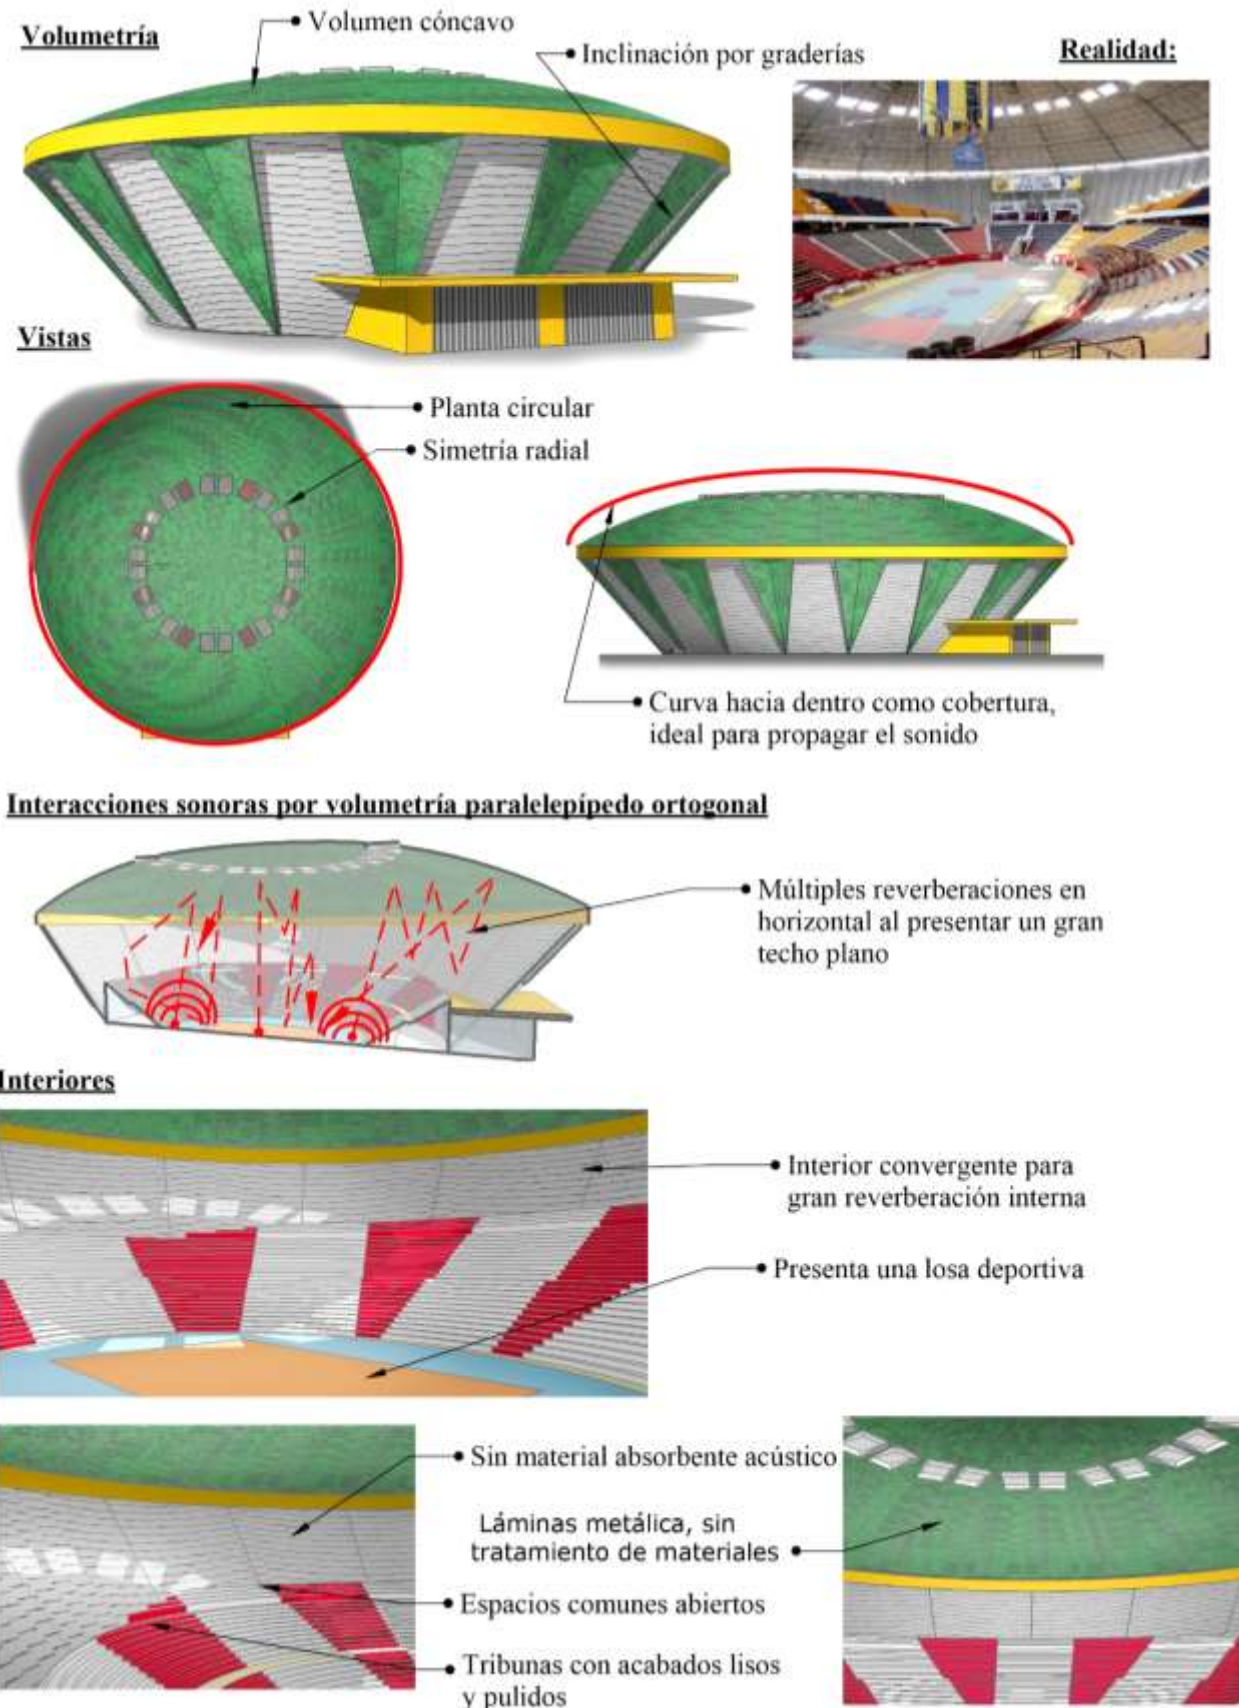 Volumetría
Volumen cóncavo
Inclinación por graderías
Realidad:
Vistas
Planta circular
Simetría radial
Curva hacia dentro como cobertura,
ideal para propagar el sonido
Interacciones sonoras por volumetría paralelepípedo ortogonal
Múltiples reverberaciones en
horizontal al presentar un gran
techo plano
Interiores
Interior convergente para
gran reverberación interna
Presenta una losa deportiva
Sin material absorbente acústico
Láminas metálica, sin
tratamiento de materiales
Espacios comunes abiertos
Tribunas con acabados lisos
y pulidos